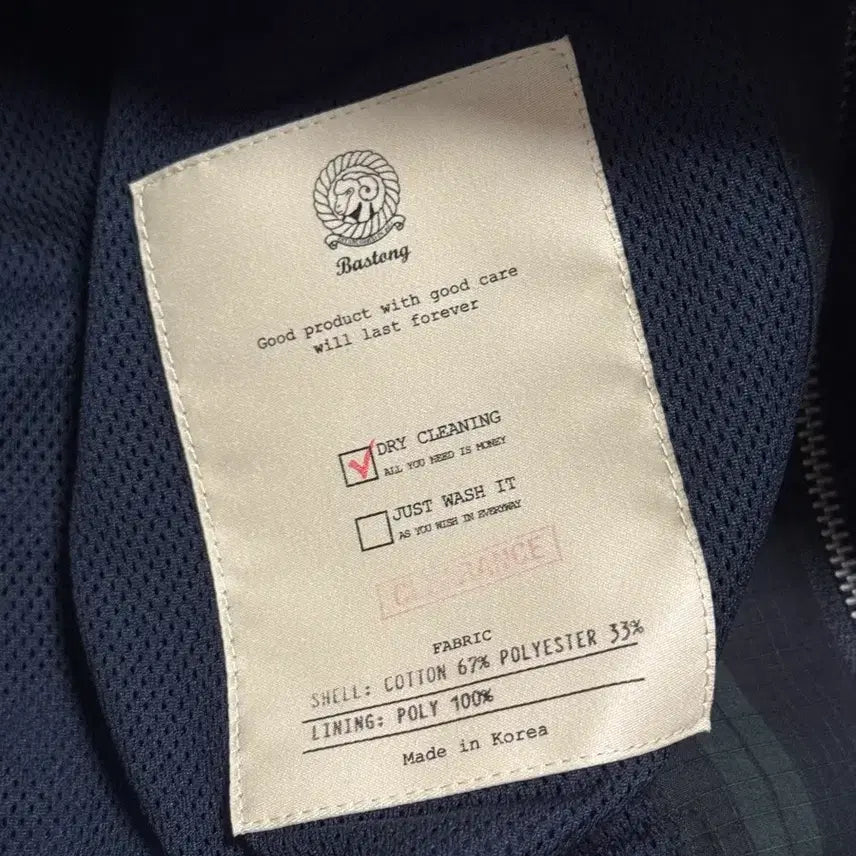 Bastong
Good product with good care
will last forever
DRY CLEANING
ALL YOU NEED IS MONEY
JUST WASH IT
AS YOU WISH IN EVERYWAY
FABRIC
SHELL: COTTON 67% POLYESTER 33%
LINING: POLY 100%
Made in Korea